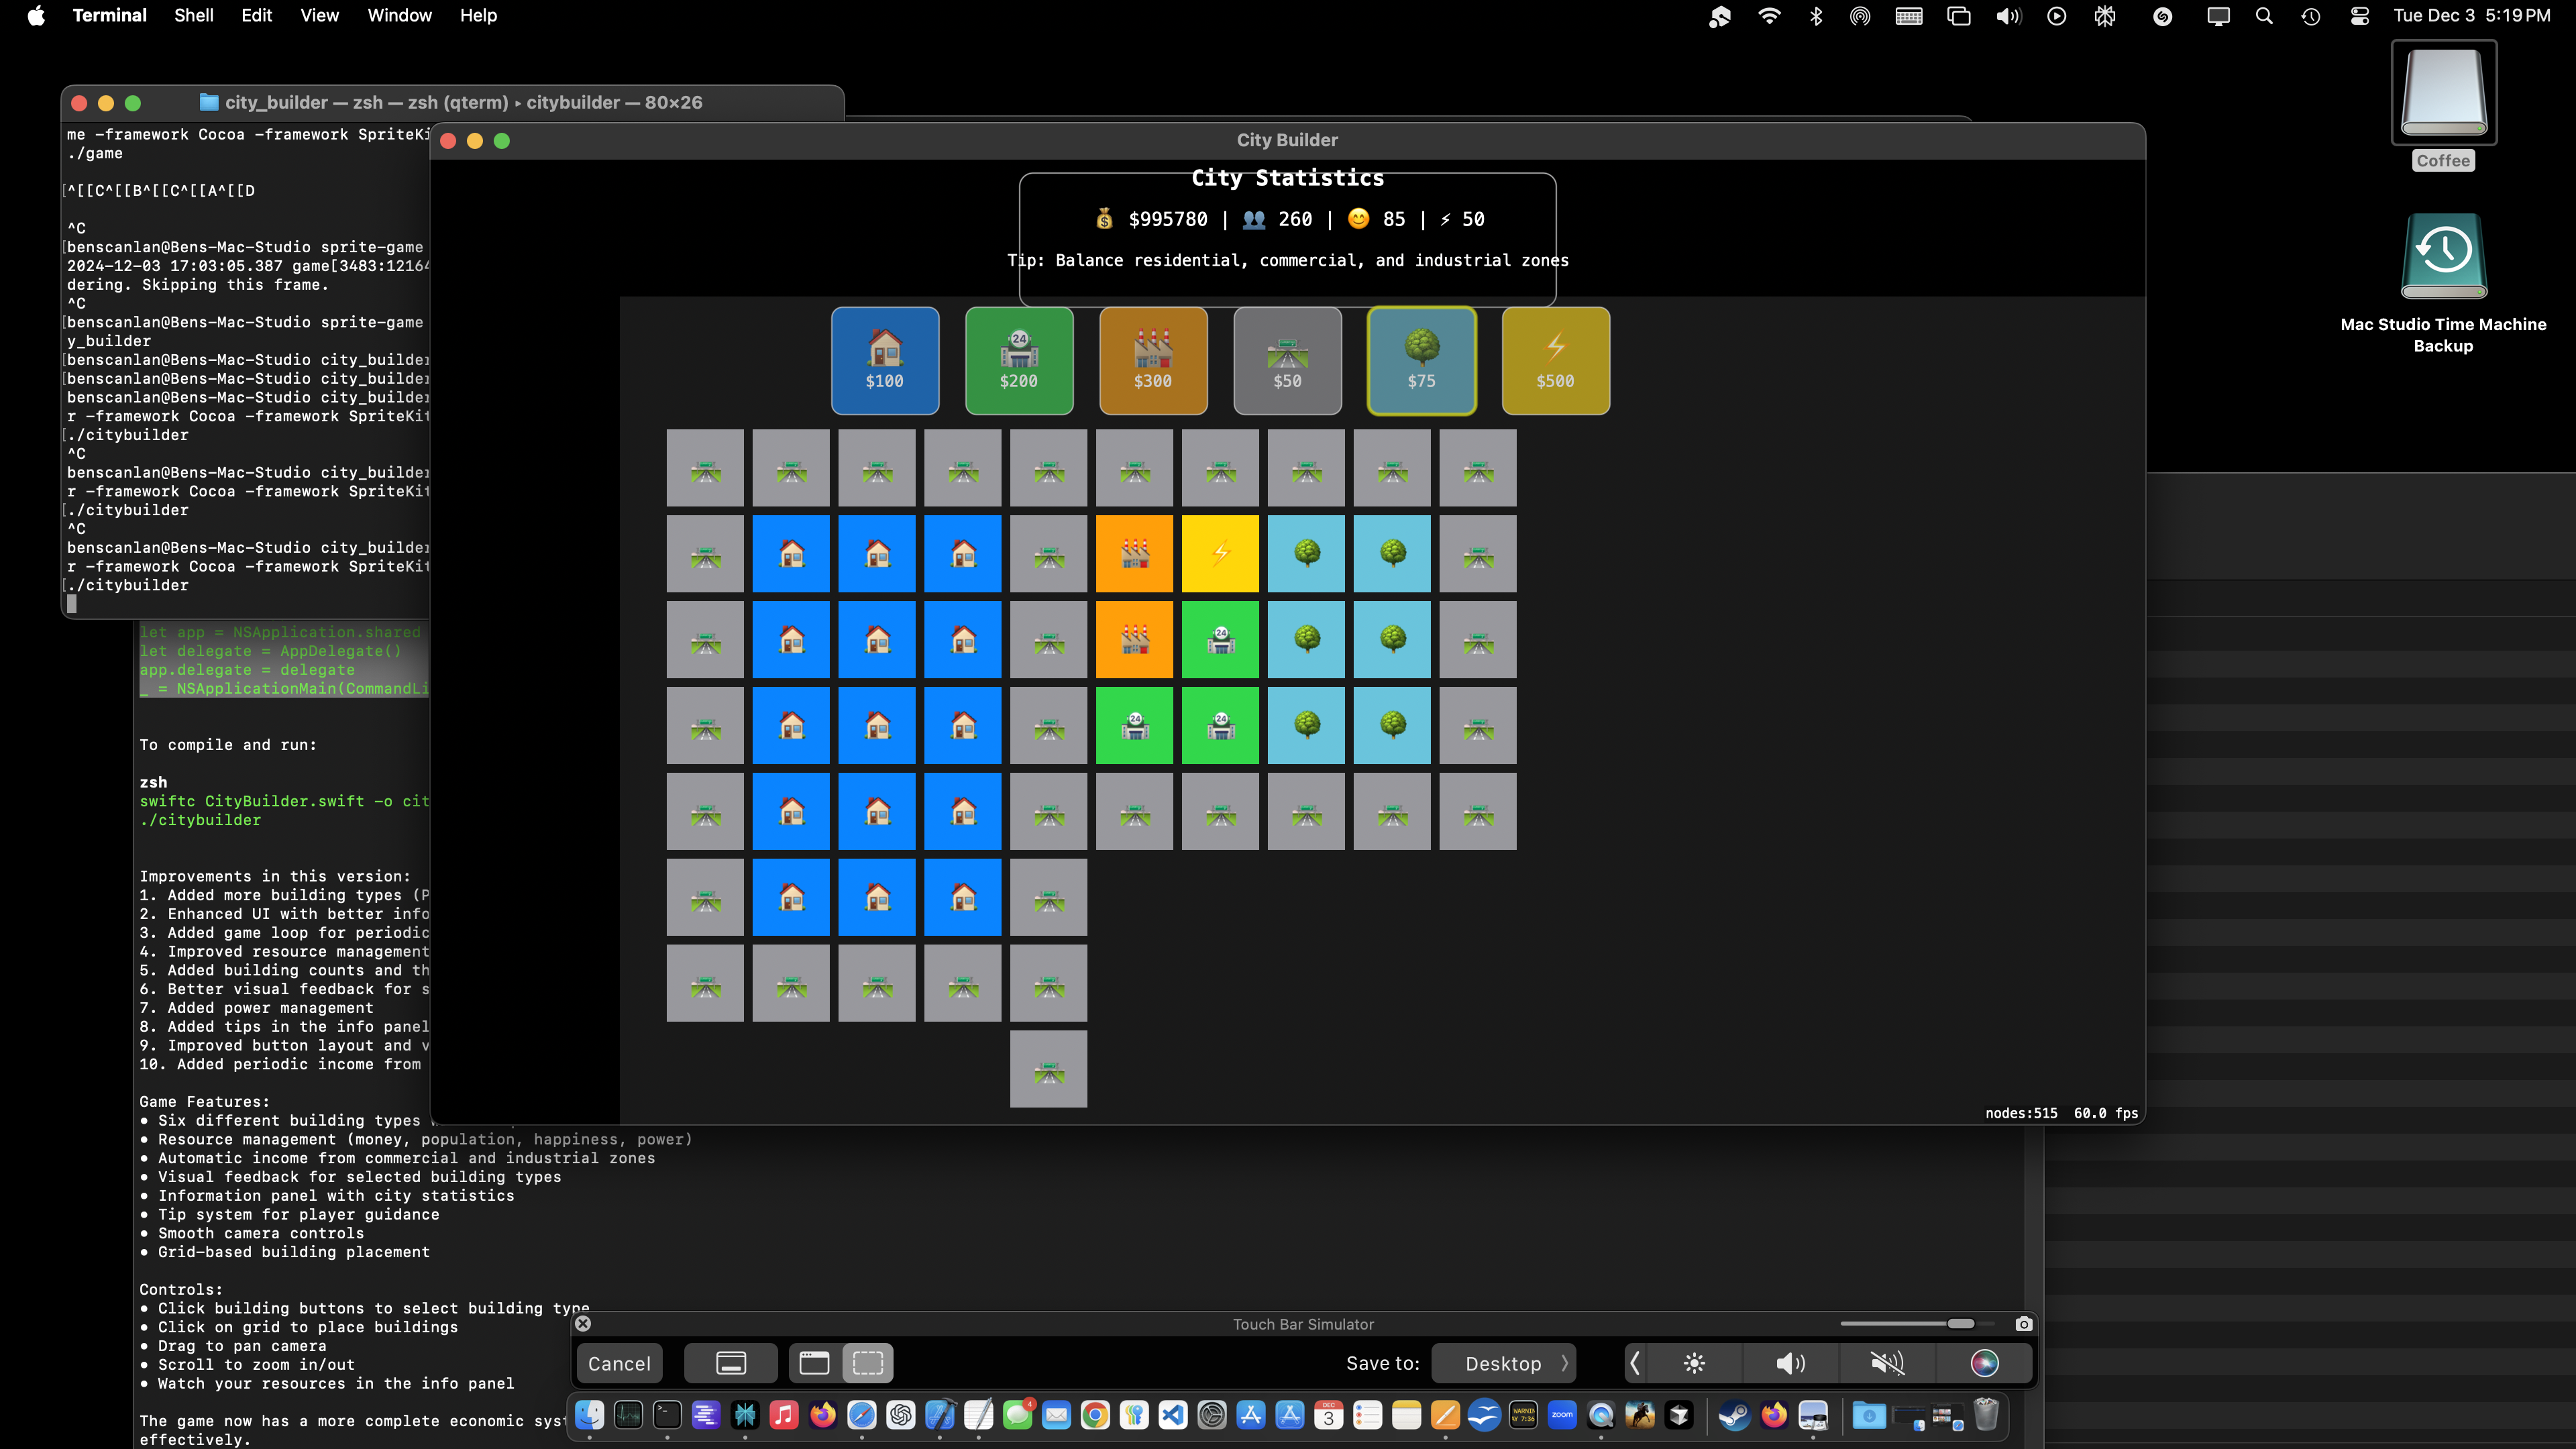 Terminal Shell Edit View Window Help
Tue Dec 3 5:19 PM
Coffee
Mac Studio Time Machine
Backup
city_builder — zsh — zsh (qterm) ▸ citybuilder — 80×26
me -framework Cocoa -framework SpriteKi
./game
[^[[C^[[B^[[C^[[A^[[D
^C
[benscanlan@Bens-Mac-Studio sprite-game
2024-12-03 17:03:05.387 game[3483:12164
dering. Skipping this frame.
^C
[benscanlan@Bens-Mac-Studio sprite-game
y_builder
[benscanlan@Bens-Mac-Studio city_builder
[benscanlan@Bens-Mac-Studio city_builder
benscanlan@Bens-Mac-Studio city_builder
r -framework Cocoa -framework SpriteKit
[./citybuilder
^C
benscanlan@Bens-Mac-Studio city_builder
r -framework Cocoa -framework SpriteKit
[./citybuilder
^C
benscanlan@Bens-Mac-Studio city_builder
r -framework Cocoa -framework SpriteKit
[./citybuilder
City Builder
City Statistics
💰 $995780 | 👥 260 | 😊 85 | ⚡ 50
Tip: Balance residential, commercial, and industrial zones
$100 $200 $300 $50 $75 $500
nodes:515 60.0 fps
let app = NSApplication.shared
let delegate = AppDelegate()
app.delegate = delegate
_ = NSApplicationMain(CommandLi
To compile and run:
zsh
swiftc CityBuilder.swift -o cit
./citybuilder
Improvements in this version:
1. Added more building types (P
2. Enhanced UI with better info
3. Added game loop for periodic
4. Improved resource management
5. Added building counts and th
6. Better visual feedback for s
7. Added power management
8. Added tips in the info panel
9. Improved button layout and v
10. Added periodic income from
Game Features:
• Six different building types
• Resource management (money, population, happiness, power)
• Automatic income from commercial and industrial zones
• Visual feedback for selected building types
• Information panel with city statistics
• Tip system for player guidance
• Smooth camera controls
• Grid-based building placement
Controls:
• Click building buttons to select building type
• Click on grid to place buildings
• Drag to pan camera
• Scroll to zoom in/out
• Watch your resources in the info panel
The game now has a more complete economic syst
effectively.
Touch Bar Simulator
Cancel
Save to: Desktop